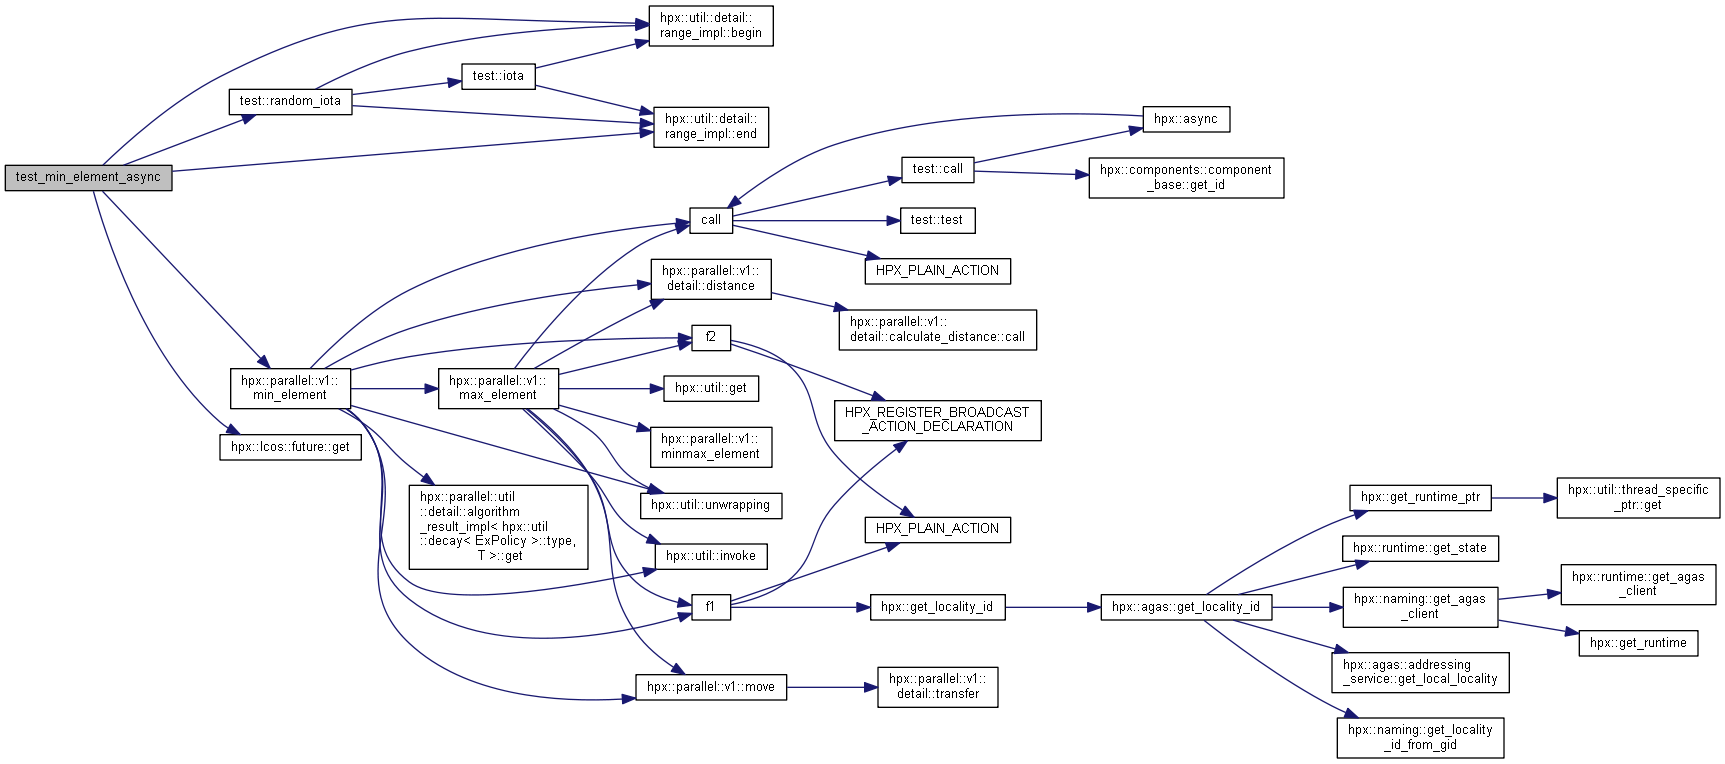 test_min_element_async
hpx::util::detail::
range_impl::begin
test::random_iota
test::iota
hpx::util::detail::
range_impl::end
hpx::parallel::v1::
min_element
hpx::lcos::future::get
call
hpx::async
test::call
hpx::components::component
_base::get_id
test::test
HPX_PLAIN_ACTION
hpx::parallel::v1::
detail::distance
hpx::parallel::v1::
detail::calculate_distance::call
f2
hpx::parallel::v1::
max_element
hpx::util::get
HPX_REGISTER_BROADCAST
_ACTION_DECLARATION
hpx::parallel::v1::
minmax_element
hpx::util::unwrapping
hpx::parallel::util
::detail::algorithm
_result_impl< hpx::util
::decay< ExPolicy >::type,
T >::get
HPX_PLAIN_ACTION
hpx::util::invoke
f1
hpx::get_locality_id
hpx::agas::get_locality_id
hpx::get_runtime_ptr
hpx::util::thread_specific
_ptr::get
hpx::runtime::get_state
hpx::naming::get_agas
_client
hpx::runtime::get_agas
_client
hpx::get_runtime
hpx::agas::addressing
_service::get_local_locality
hpx::naming::get_locality
_id_from_gid
hpx::parallel::v1::move
hpx::parallel::v1::
detail::transfer